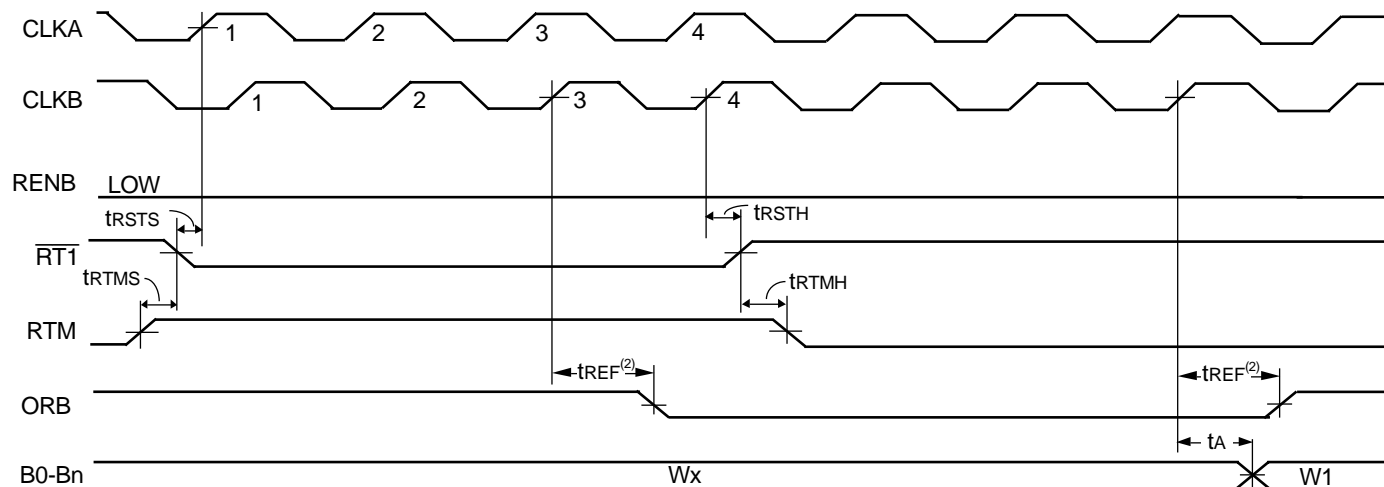 CLKA 1 2 3 4
CLKB 1 2 3 4
RENB LOW
tRSTS tRSTH
RT1
tRTMS tRTMH
RTM
tREF(2) tREF(2)
ORB
tA
B0-Bn Wx W1